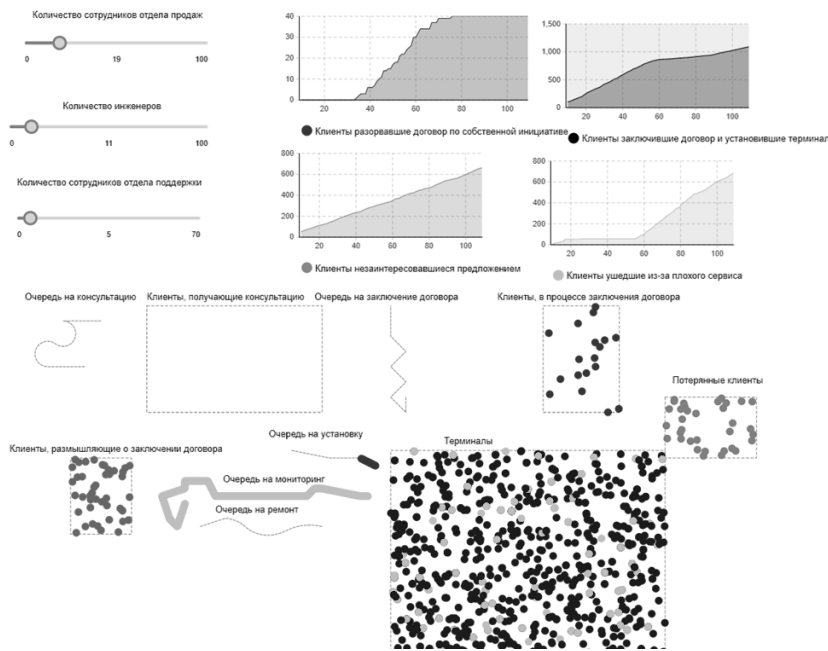 Количество сотрудников отдела продаж
0 19 100
Количество инженеров
0 11 100
Количество сотрудников отдела поддержки
0 5 70
40
30
20
10
0
20 40 60 80 100
Клиенты разорвавшие договор по собственной инициативе
1,500
1,000
500
0
20 40 60 80 100
Клиенты заключившие договор и установившие терминал
800
600
400
200
0
20 40 60 80 100
Клиенты незаинтересовавшиеся предложением
800
600
400
200
0
20 40 60 80 100
Клиенты ушедшие из-за плохого сервиса
Очередь на консультацию
Клиенты, получающие консультацию
Очередь на заключение договора
Клиенты, в процессе заключения договора
Потерянные клиенты
Клиенты, размышляющие о заключении договора
Очередь на установку
Терминалы
Очередь на мониторинг
Очередь на ремонт